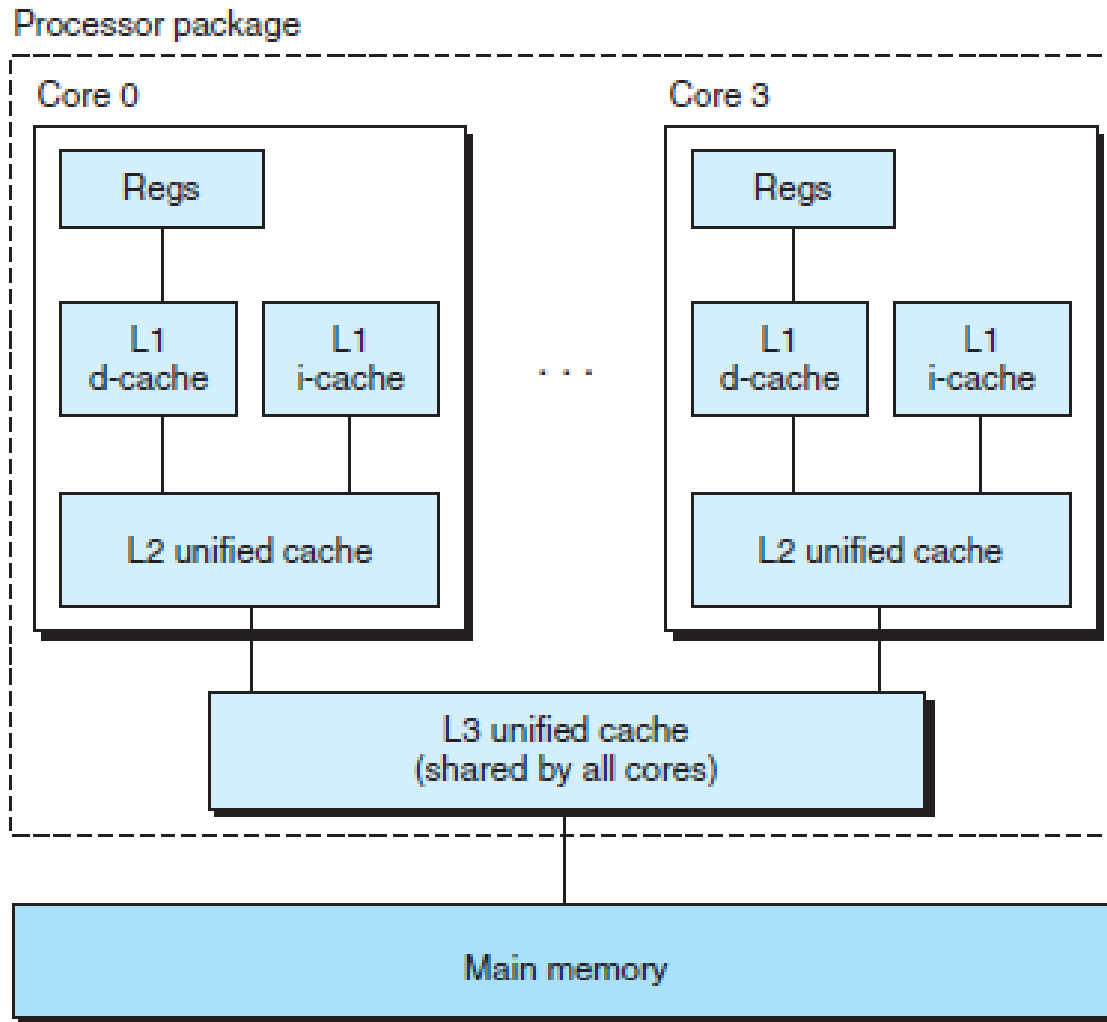 Processor package
Core 0
Regs
L1
d-cache
L1
i-cache
L2 unified cache
. . .
Core 3
Regs
L1
d-cache
L1
i-cache
L2 unified cache
L3 unified cache
(shared by all cores)
Main memory